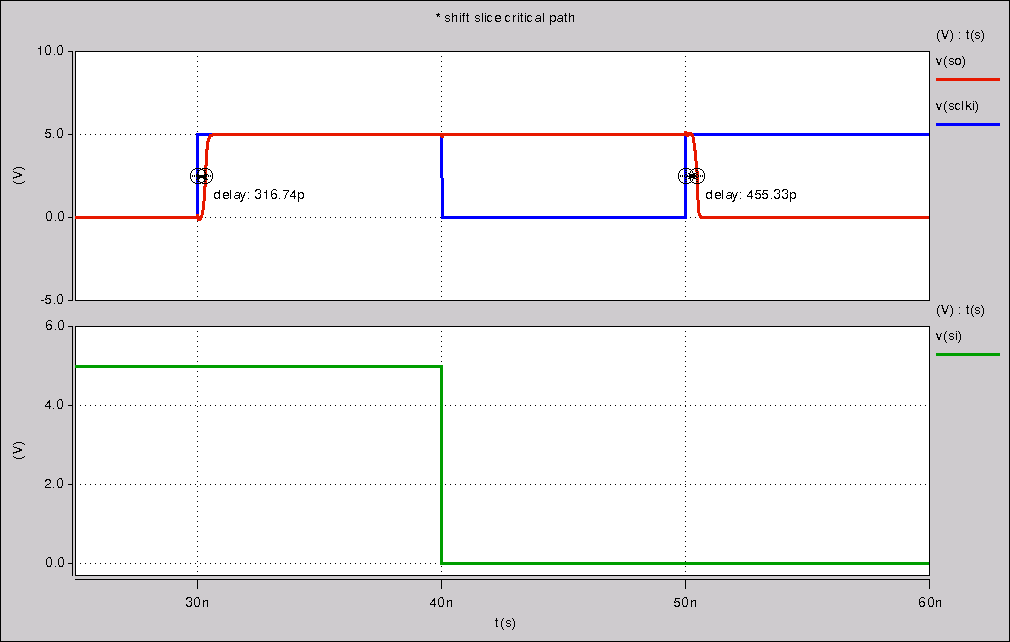 * shift slice critical path
(V) : t(s)
v(so)
v(sclki)
10.0
5.0
0.0
-5.0
(V)
delay: 316.74p
delay: 455.33p
(V) : t(s)
v(si)
6.0
4.0
2.0
0.0
(V)
30n
40n
50n
60n
t(s)